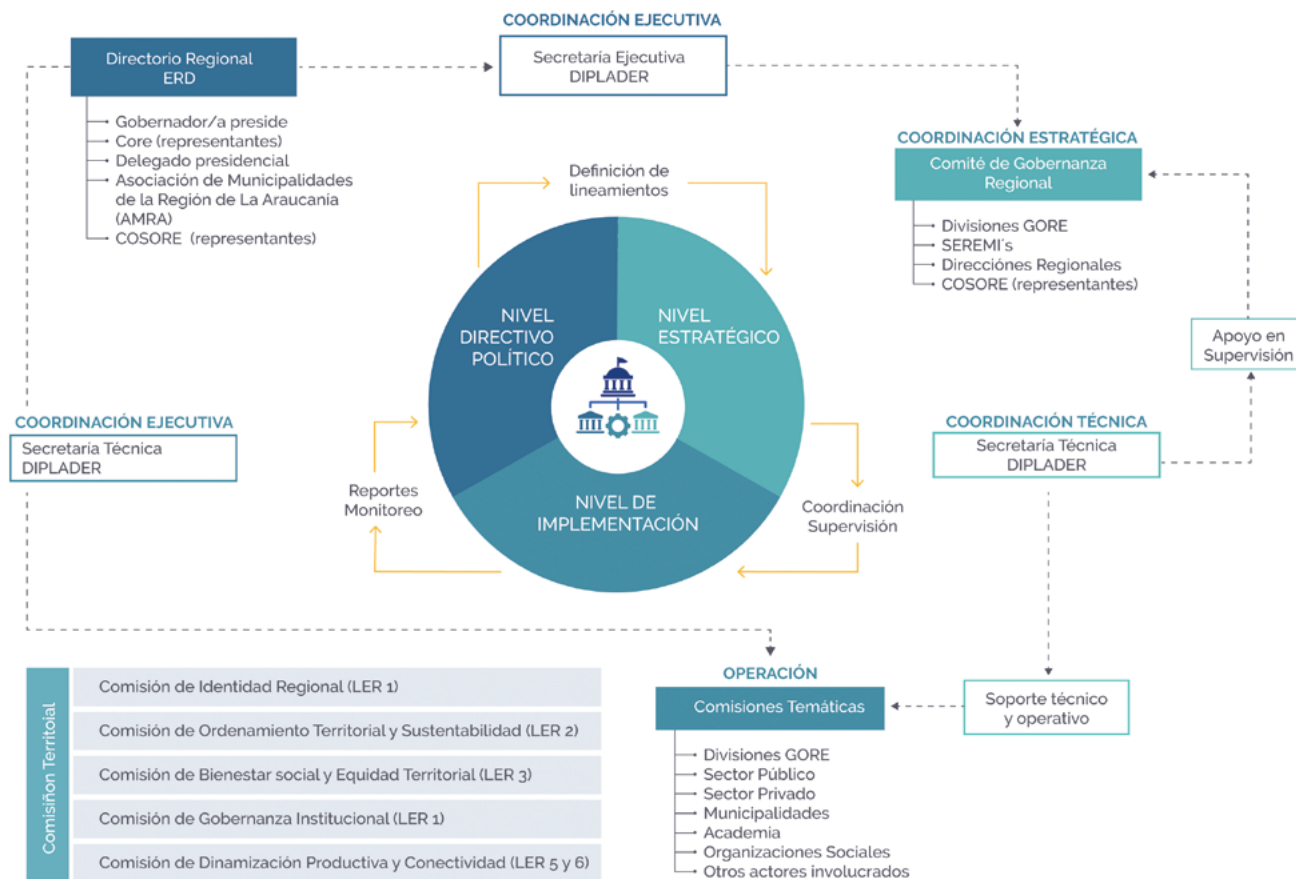 COORDINACIÓN EJECUTIVA
Directorio Regional
ERD
Secretaría Ejecutiva
DIPLADER
Gobernador/a preside
Core (representantes)
Delegado presidencial
Asociación de Municipalidades
de la Región de La Araucanía
(AMRA)
COSORE (representantes)
COORDINACIÓN ESTRATÉGICA
Comité de Gobernanza
Regional
Divisiones GORE
SEREMI´s
Direcciónes Regionales
COSORE (representantes)
Definición de
lineamientos
NIVEL
DIRECTIVO
POLÍTICO
NIVEL
ESTRATÉGICO
NIVEL DE
IMPLEMENTACIÓN
Apoyo en
Supervisión
COORDINACIÓN EJECUTIVA
Secretaría Técnica
DIPLADER
Reportes
Monitoreo
Coordinación
Supervisión
COORDINACIÓN TÉCNICA
Secretaría Técnica
DIPLADER
Comisiñon Territoial
Comisión de Identidad Regional (LER 1)
Comisión de Ordenamiento Territorial y Sustentabilidad (LER 2)
Comisión de Bienestar social y Equidad Territorial (LER 3)
Comisión de Gobernanza Institucional (LER 1)
Comisión de Dinamización Productiva y Conectividad (LER 5 y 6)
OPERACIÓN
Comisiones Temáticas
Divisiones GORE
Sector Público
Sector Privado
Municipalidades
Academia
Organizaciones Sociales
Otros actores involucrados
Soporte técnico
y operativo